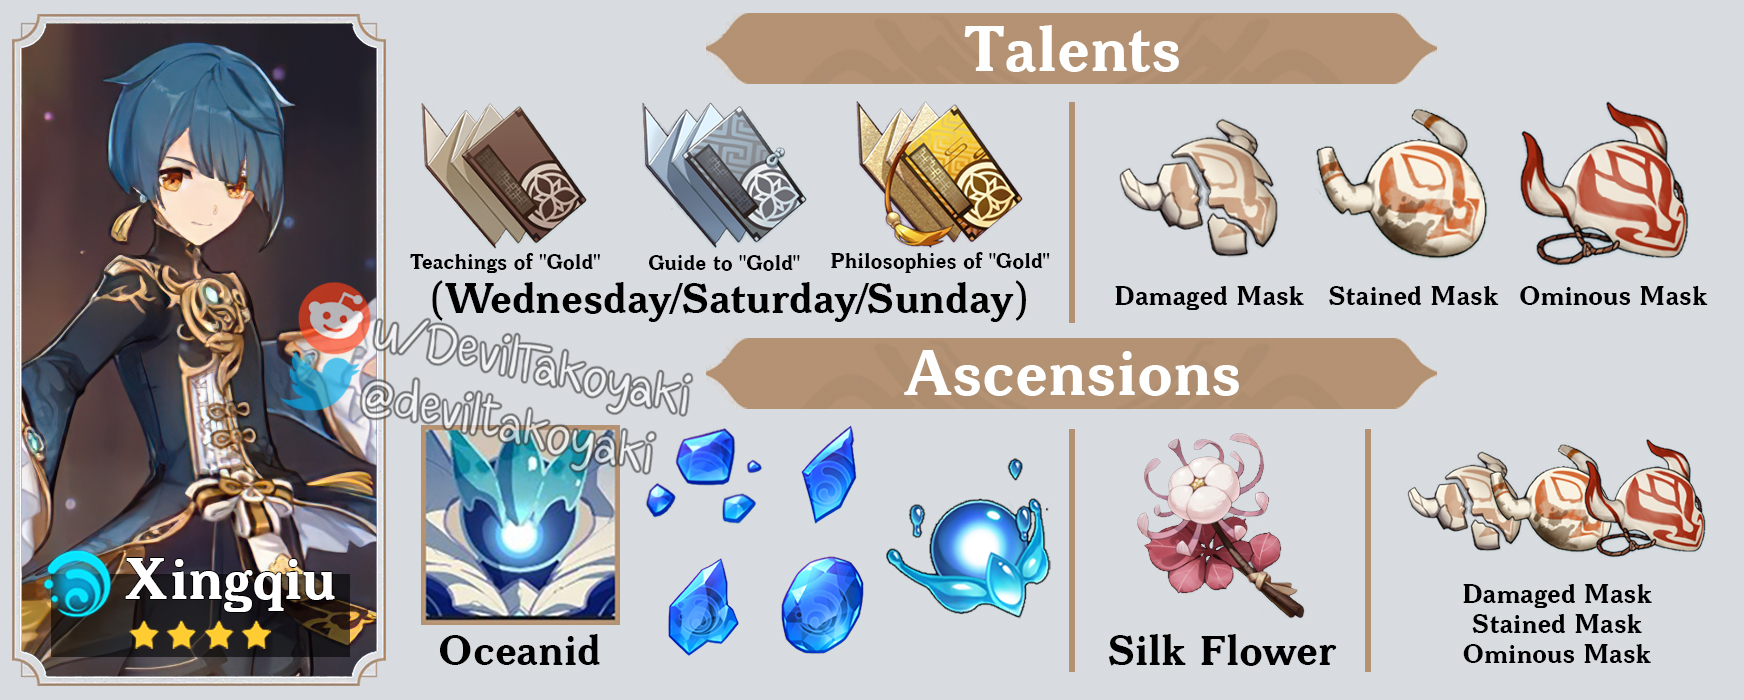 Talents
Teachings of "Gold"
Guide to "Gold"
Philosophies of "Gold"
(Wednesday/Saturday/Sunday)
Damaged Mask
Stained Mask
Ominous Mask
u/DevilTakoyaki
@deviltakoyaki
Ascensions
Xingqiu
Oceanid
Silk Flower
Damaged Mask
Stained Mask
Ominous Mask